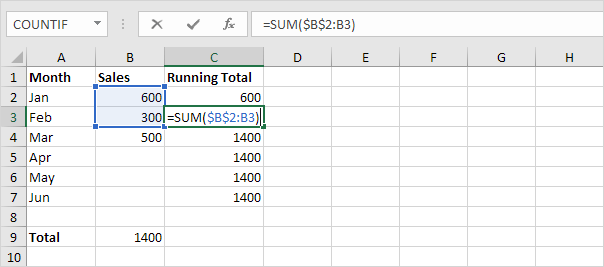 COUNTIF fx =SUM($B$2:B3)
A B C D E F G H
1 Month Sales Running Total
2 Jan 600 600
3 Feb 300 =SUM($B$2:B3)
4 Mar 500 1400
5 Apr 1400
6 May 1400
7 Jun 1400
8
9 Total 1400
10